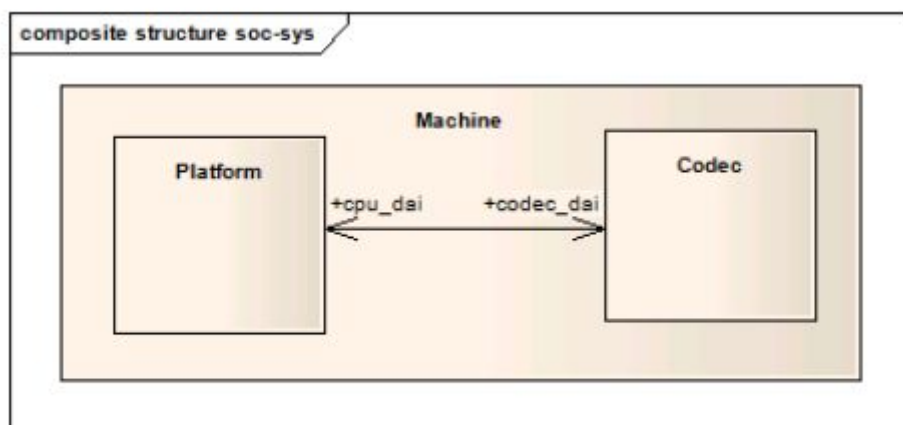 composite structure soc-sys
Machine
Platform
Codec
+cpu_dai
+codec_dai